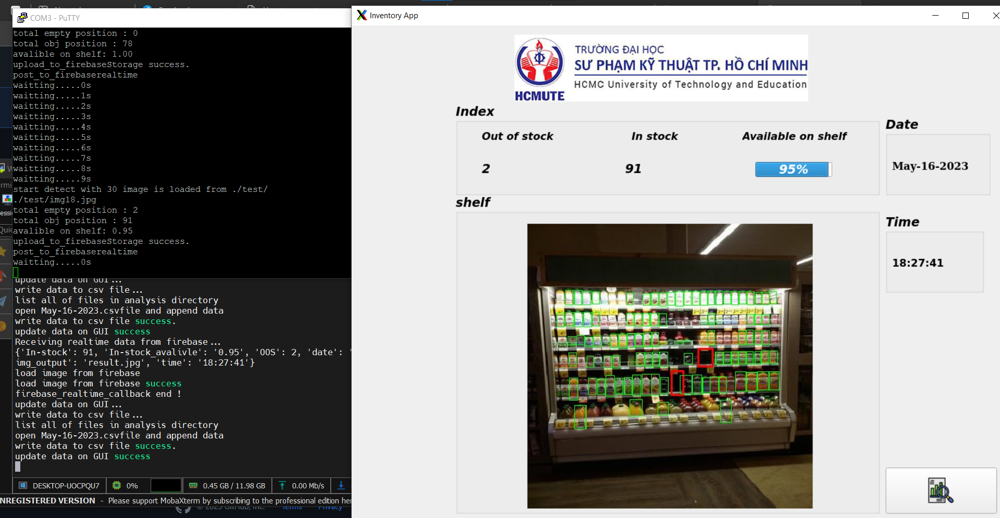 COM3 - PuTTY
total empty position : 0
total obj position : 78
avalible on shelf: 1.00
upload_to_firebaseStorage success.
post_to_firebaserealtime
waitting.....0s
waitting.....1s
waitting.....2s
waitting.....3s
waitting.....4s
waitting.....5s
waitting.....6s
waitting.....7s
waitting.....8s
waitting.....9s
start detect with 30 image is loaded from ./test/
./test/img18.jpg
total empty position : 2
total obj position : 91
avalible on shelf: 0.95
upload_to_firebaseStorage success.
post_to_firebaserealtime
waitting.....0s
update data on GUI...
write data to csv file...
list all of files in analysis directory
open May-16-2023.csvfile and append data
write data to csv file success.
update data on GUI success
Receiving realtime data from firebase...
{'In-stock': 91, 'In-stock_avalivle': '0.95', 'OOS': 2, 'date': '
img_output': 'result.jpg', 'time': '18:27:41'}
load image from firebase
load image from firebase success
firebase_realtime_callback end !
update data on GUI...
write data to csv file...
list all of files in analysis directory
open May-16-2023.csvfile and append data
write data to csv file success.
update data on GUI success
DESKTOP-UOCPQU7 0% 0.45 GB / 11.98 GB 0.00 Mb/s
NREGISTERED VERSION - Please support MobaXterm by subscribing to the professional edition her
© 2023 GitHub, Inc. Terms Privacy
Inventory App
TRƯỜNG ĐẠI HỌC
SƯ PHẠM KỸ THUẬT TP. HỒ CHÍ MINH
HCMC University of Technology and Education
HCMUTE
Index
Out of stock In stock Available on shelf
2 91 95%
Date
May-16-2023
shelf
Time
18:27:41